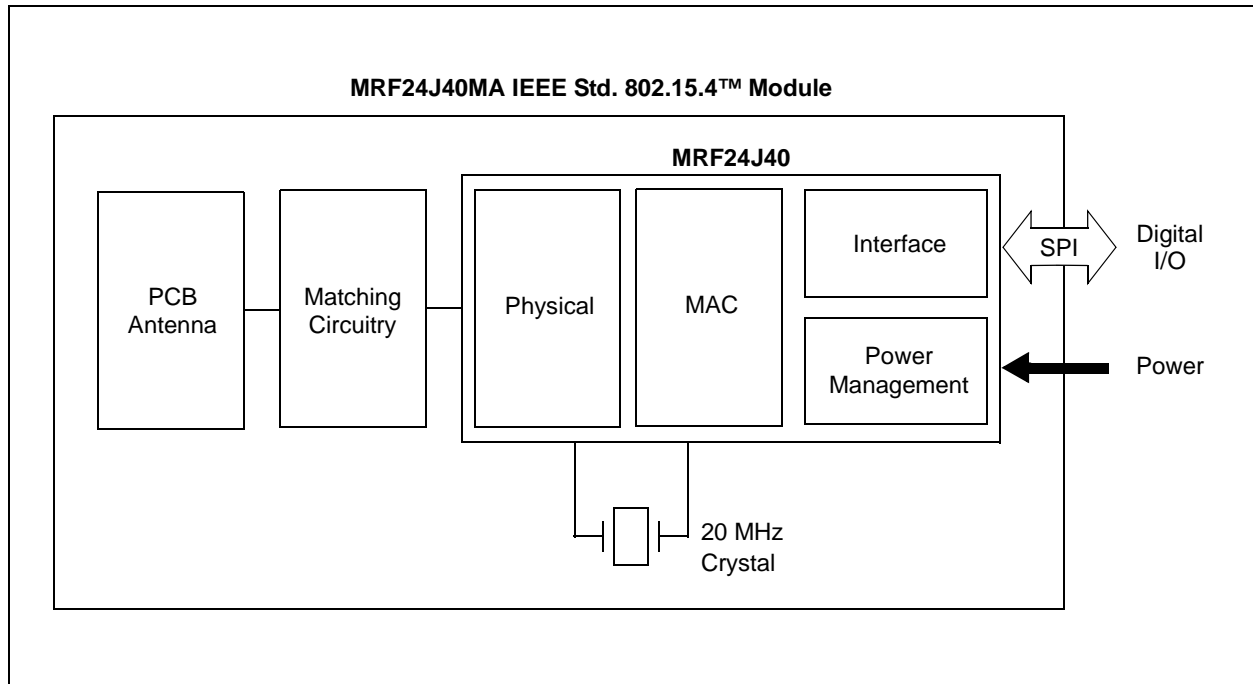 MRF24J40MA IEEE Std. 802.15.4™ Module
MRF24J40
PCB
Antenna
Matching
Circuitry
Physical
MAC
Interface
Power
Management
SPI
Digital
I/O
Power
20 MHz
Crystal